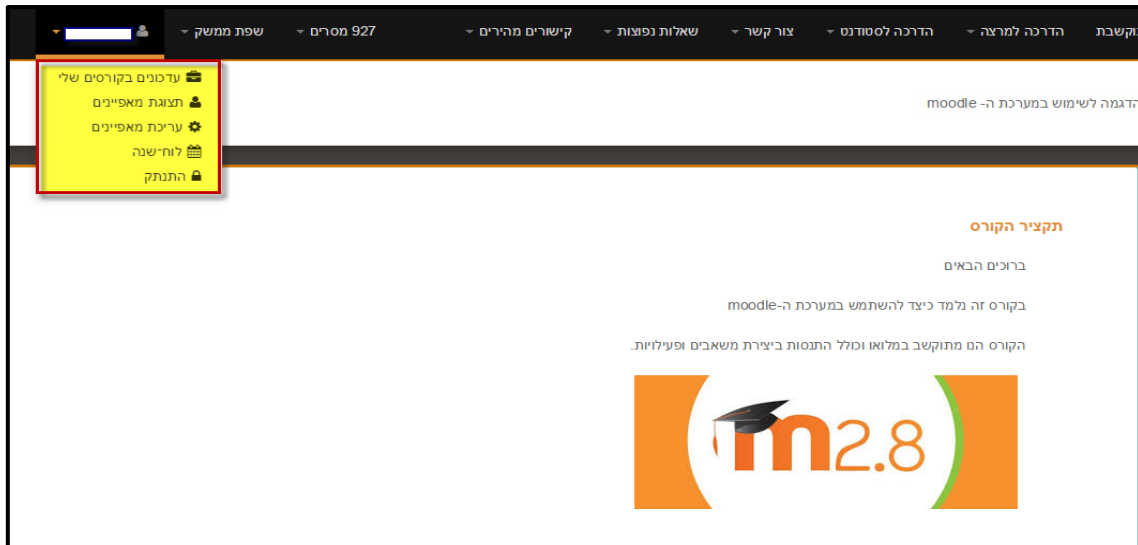 וקשבת הדרכה למרצה הדרכה לסטודנט צור קשר שאלות נפוצות קישורים מהירים 927 מסרים שפת ממשק
עדכונים בקורסים שלי
תצוגת מאפיינים
עריכת מאפיינים
לוח־שנה
התנתק
הדגמה לשימוש במערכת ה- moodle
תקציר הקורס
ברוכים הבאים
בקורס זה נלמד כיצד להשתמש במערכת ה-moodle
הקורס הנו מתוקשב במלואו וכולל התנסות ביצירת משאבים ופעילויות.
m2.8